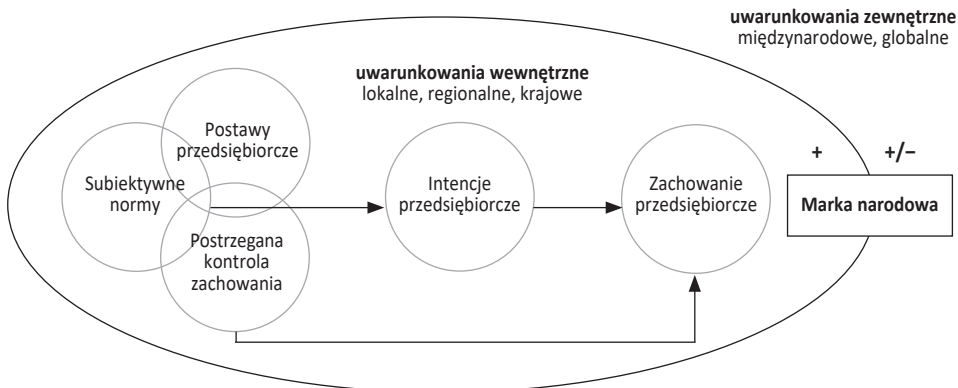 uwarunkowania zewnętrzne
międzynarodowe, globalne
uwarunkowania wewnętrzne
lokalne, regionalne, krajowe
Postawy
przedsiębiorcze
Subiektywne
normy
Postrzegana
kontrola
zachowania
Intencje
przedsiębiorcze
Zachowanie
przedsiębiorcze
+ +/−
Marka narodowa